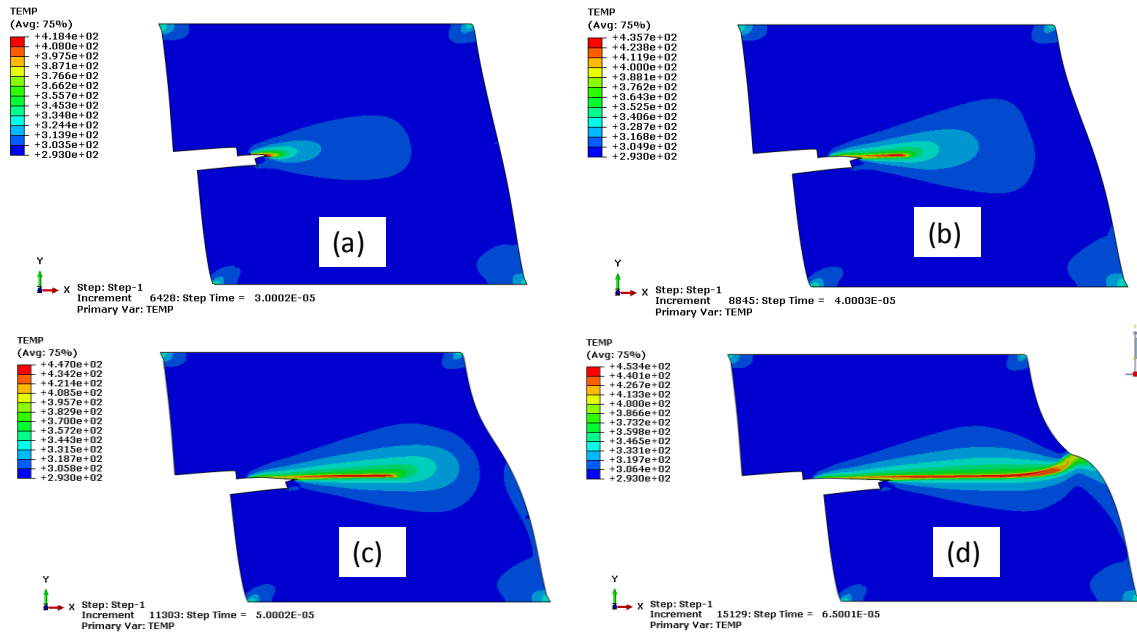 TEMP
(Avg: 75%)
+4.184e+02
+4.080e+02
+3.975e+02
+3.871e+02
+3.766e+02
+3.662e+02
+3.557e+02
+3.453e+02
+3.348e+02
+3.244e+02
+3.139e+02
+3.035e+02
+2.930e+02
(a)
Y
X
Step: Step-1
Increment 6428: Step Time = 3.0002E-05
Primary Var: TEMP
TEMP
(Avg: 75%)
+4.357e+02
+4.238e+02
+4.119e+02
+4.000e+02
+3.881e+02
+3.762e+02
+3.643e+02
+3.525e+02
+3.406e+02
+3.287e+02
+3.168e+02
+3.049e+02
+2.930e+02
(b)
Y
X
Step: Step-1
Increment 8845: Step Time = 4.0003E-05
Primary Var: TEMP
TEMP
(Avg: 75%)
+4.470e+02
+4.342e+02
+4.214e+02
+4.085e+02
+3.957e+02
+3.829e+02
+3.700e+02
+3.572e+02
+3.443e+02
+3.315e+02
+3.187e+02
+3.058e+02
+2.930e+02
(c)
Y
X
Step: Step-1
Increment 11303: Step Time = 5.0002E-05
Primary Var: TEMP
TEMP
(Avg: 75%)
+4.534e+02
+4.401e+02
+4.267e+02
+4.133e+02
+4.000e+02
+3.866e+02
+3.732e+02
+3.598e+02
+3.465e+02
+3.331e+02
+3.197e+02
+3.064e+02
+2.930e+02
(d)
Y
X
Step: Step-1
Increment 15129: Step Time = 6.5001E-05
Primary Var: TEMP